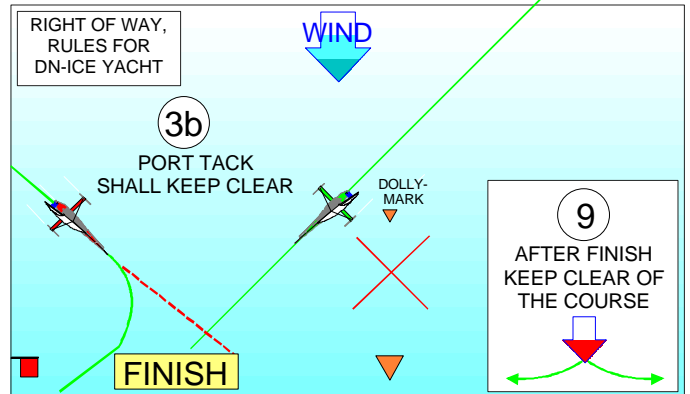 RIGHT OF WAY,
RULES FOR
DN-ICE YACHT
WIND
3b
PORT TACK
SHALL KEEP CLEAR
DOLLY-
MARK
9
AFTER FINISH
KEEP CLEAR OF
THE COURSE
FINISH